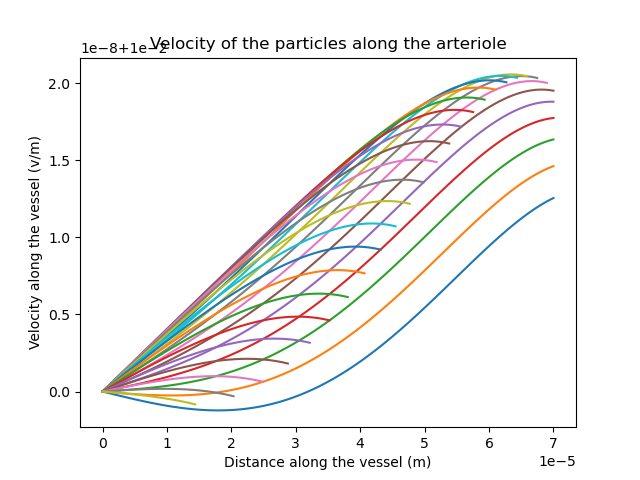 Velocity of the particles along the arteriole
1e−8+1e−2
2.0
1.5
1.0
0.5
0.0
Velocity along the vessel (v/m)
0 1 2 3 4 5 6 7
1e−5
Distance along the vessel (m)